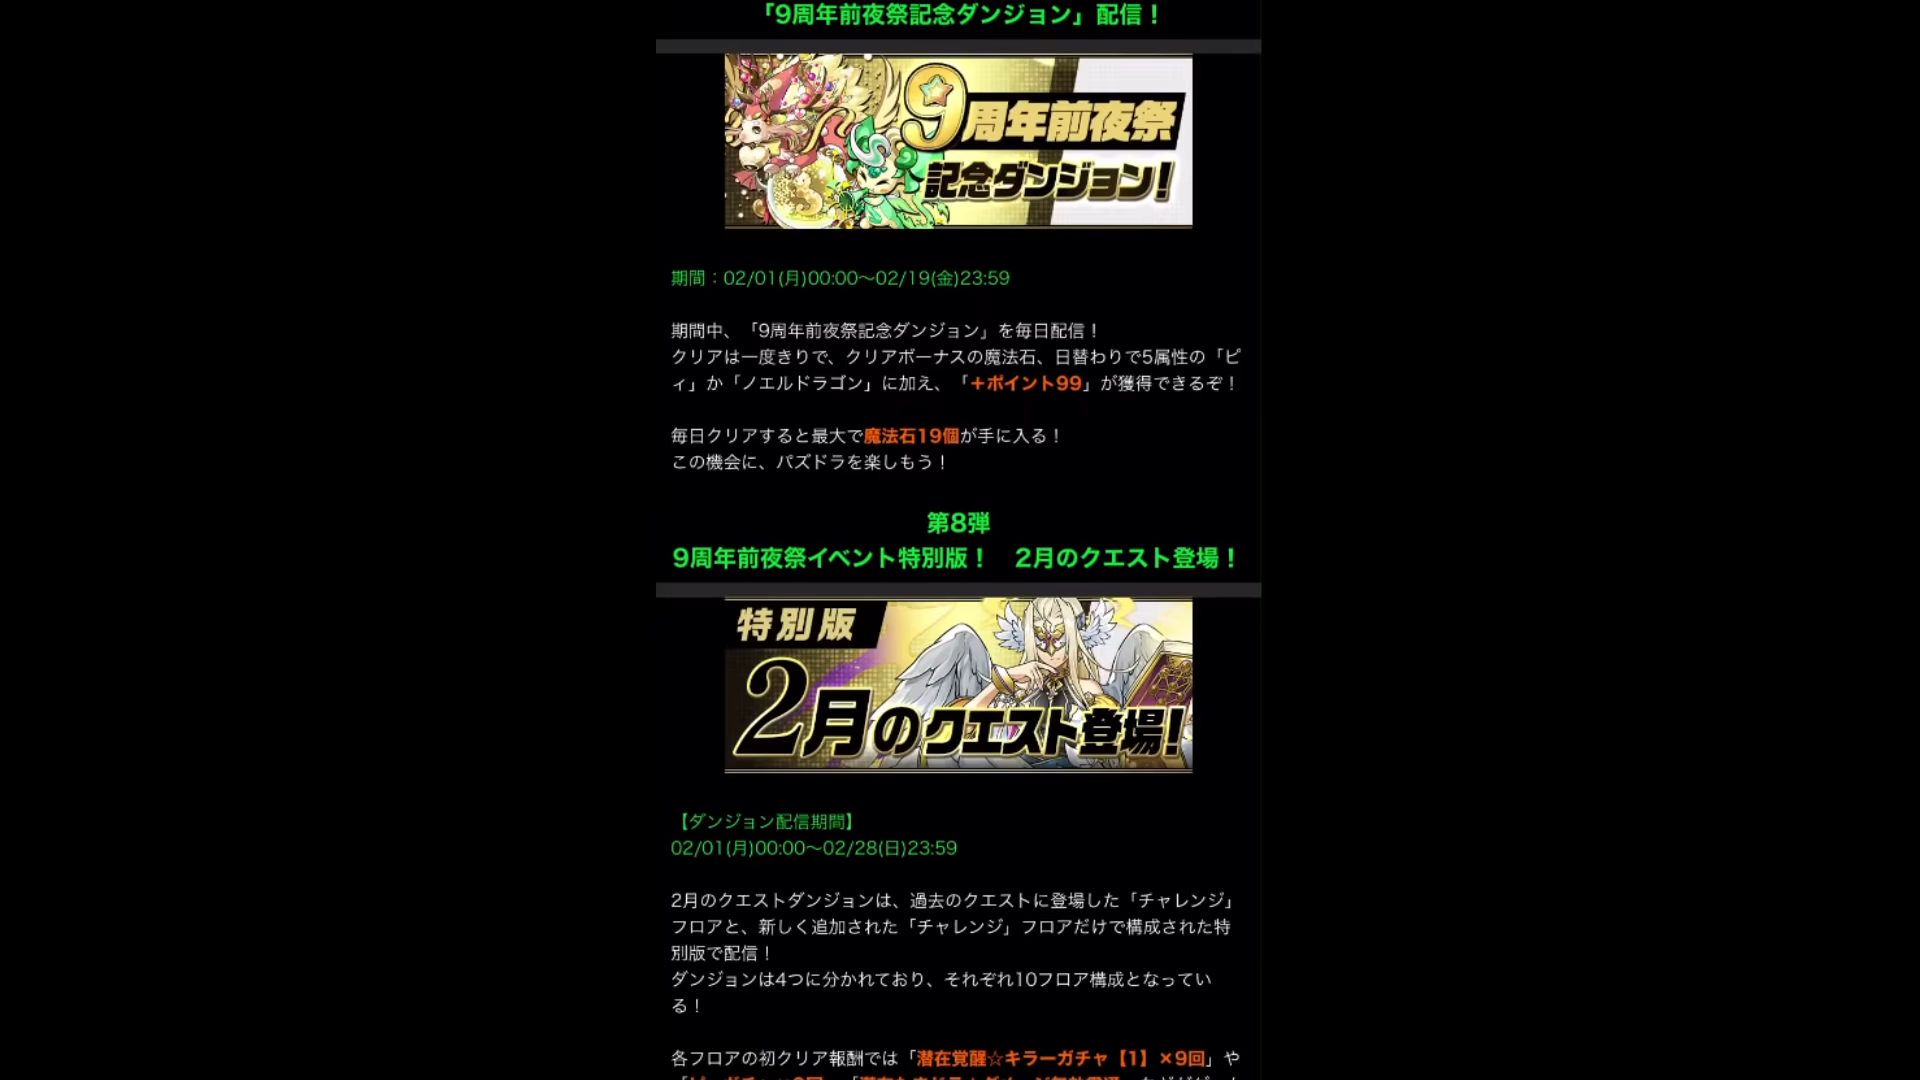 「9周年前夜祭記念ダンジョン」配信！
9周年前夜祭
記念ダンジョン!
期間：02/01(月)00:00〜02/19(金)23:59
期間中、「9周年前夜祭記念ダンジョン」を毎日配信！
クリアは一度きりで、クリアボーナスの魔法石、日替わりで5属性の「ピ
ィ」か「ノエルドラゴン」に加え、「＋ポイント99」が獲得できるぞ！
毎日クリアすると最大で魔法石19個が手に入る！
この機会に、パズドラを楽しもう！
第8弾
9周年前夜祭イベント特別版！　2月のクエスト登場！
特別版
2月のクエスト登場!
【ダンジョン配信期間】
02/01(月)00:00〜02/28(日)23:59
2月のクエストダンジョンは、過去のクエストに登場した「チャレンジ」
フロアと、新しく追加された「チャレンジ」フロアだけで構成された特
別版で配信！
ダンジョンは4つに分かれており、それぞれ10フロア構成となってい
る！
各フロアの初クリア報酬では「潜在覚醒☆キラーガチャ【1】×9回」や